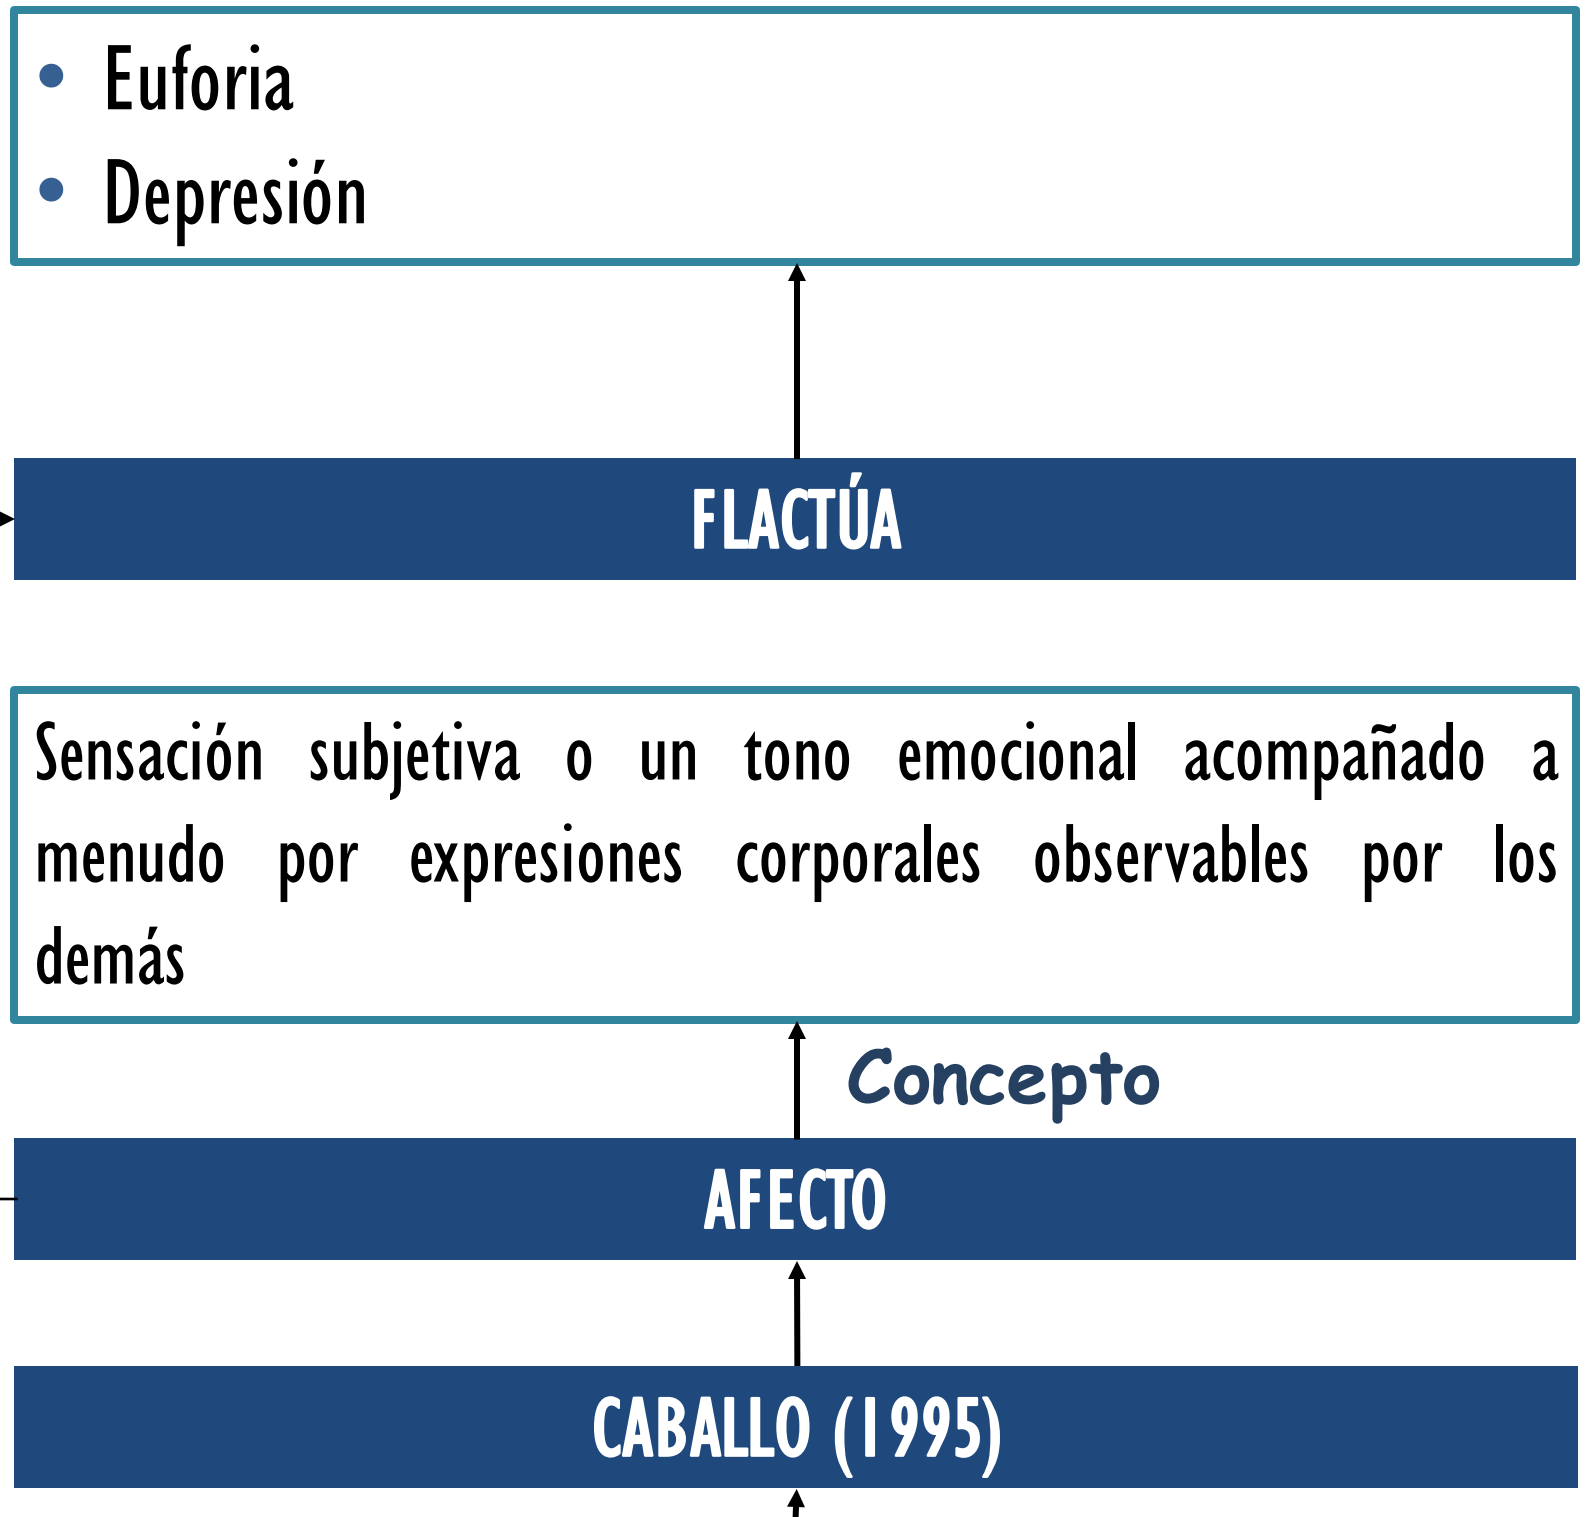 • Euforia
• Depresión
FLACTÚA
Sensación subjetiva o un tono emocional acompañado a
menudo por expresiones corporales observables por los
demás
Concepto
AFECTO
CABALLO (1995)